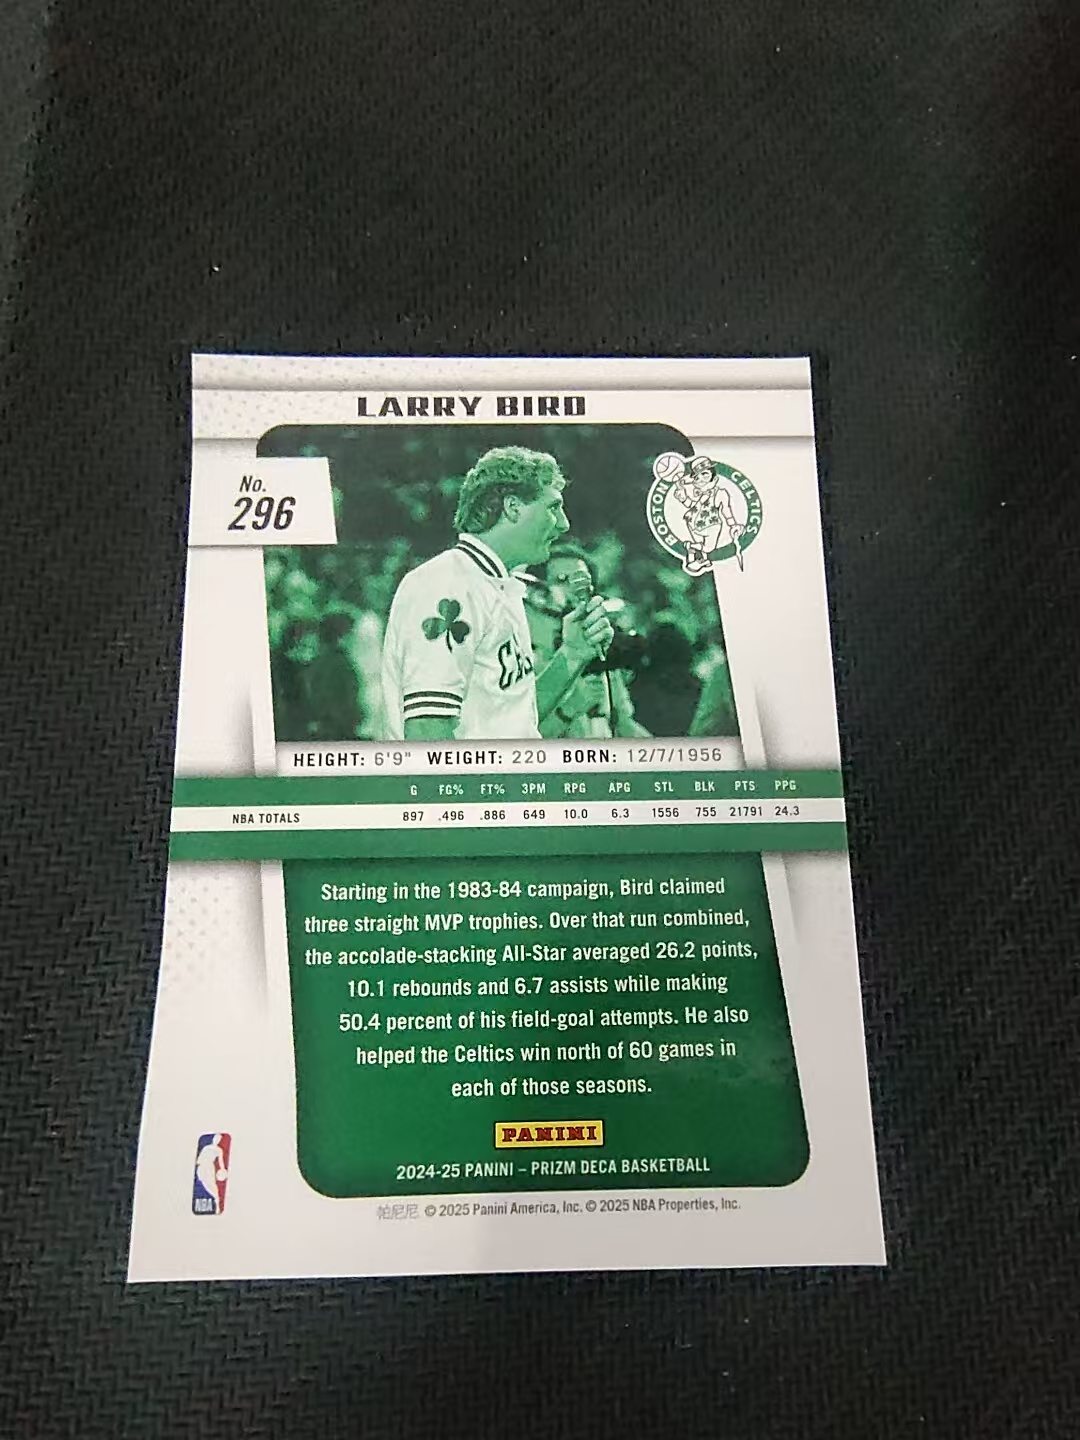 LARRY BIRD
No.
296
BOSTON CELTICS
HEIGHT: 6'9" WEIGHT: 220 BORN: 12/7/1956
G FG% FT% 3PM RPG APG STL BLK PTS PPG
NBA TOTALS 897 .496 .886 649 10.0 6.3 1556 755 21791 24.3
Starting in the 1983-84 campaign, Bird claimed
three straight MVP trophies. Over that run combined,
the accolade-stacking All-Star averaged 26.2 points,
10.1 rebounds and 6.7 assists while making
50.4 percent of his field-goal attempts. He also
helped the Celtics win north of 60 games in
each of those seasons.
PANINI
2024-25 PANINI – PRIZM DECA BASKETBALL
NBA
帕尼尼 © 2025 Panini America, Inc. © 2025 NBA Properties, Inc.